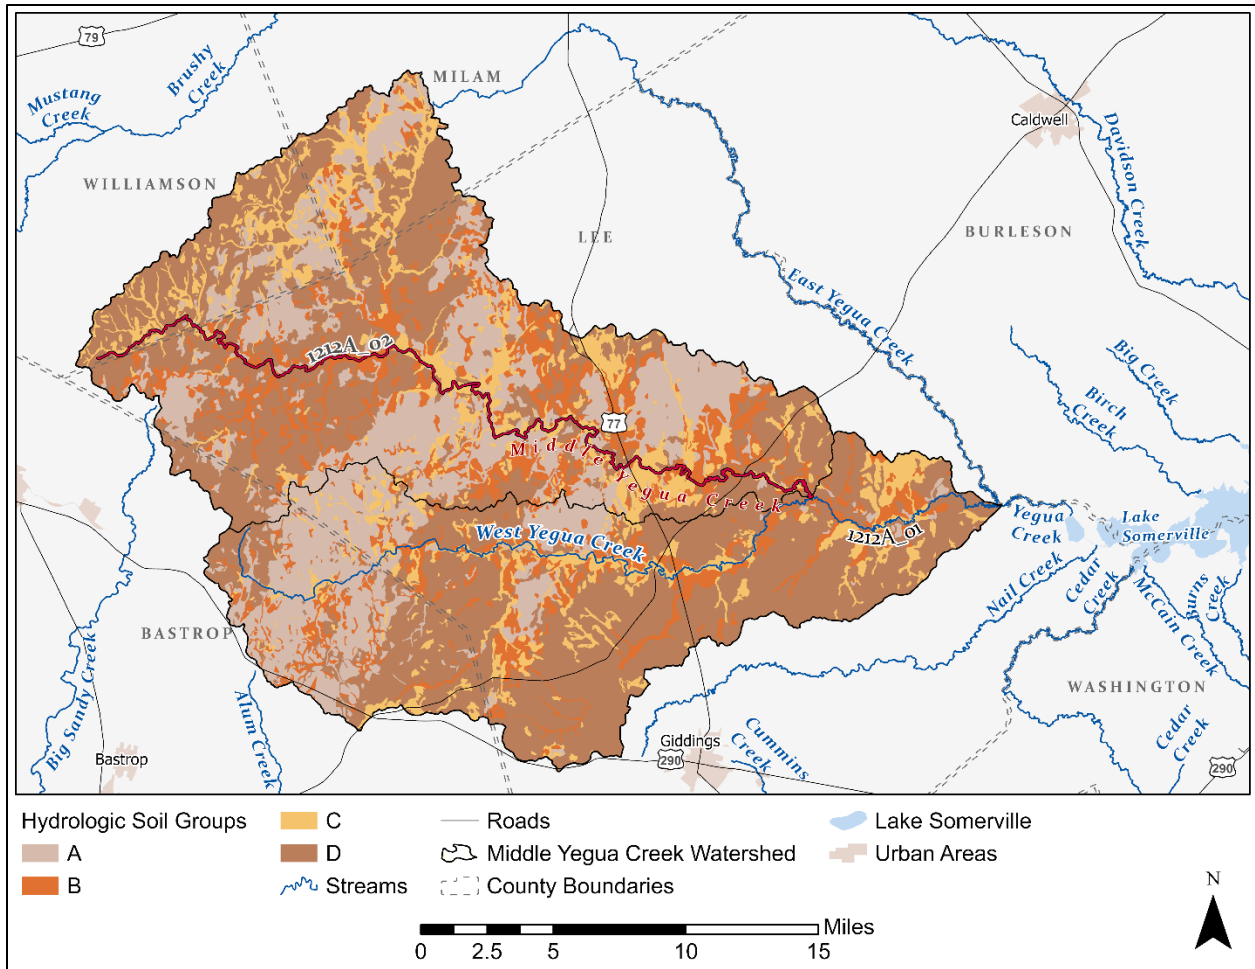 79
Brushy
Creek
Mustang
Creek
MILAM
Caldwell
Davidson Creek
WILLIAMSON
LEE
BURLESON
East Yegua Creek
Big Creek
Birch
Creek
1212A_02
77
Middle Yegua Creek
West Yegua Creek
1212A_01
Yegua
Creek
Lake
Somerville
Nail Creek
Cedar
Creek
McCain Creek
Burns
Creek
BASTROP
Big Sandy Creek
Alum Creek
WASHINGTON
Cedar
Creek
Bastrop
Giddings
290
Cummins
Creek
290
Hydrologic Soil Groups
A
B
C
D
Streams
Roads
Middle Yegua Creek Watershed
County Boundaries
Lake Somerville
Urban Areas
N
Miles
0 2.5 5 10 15